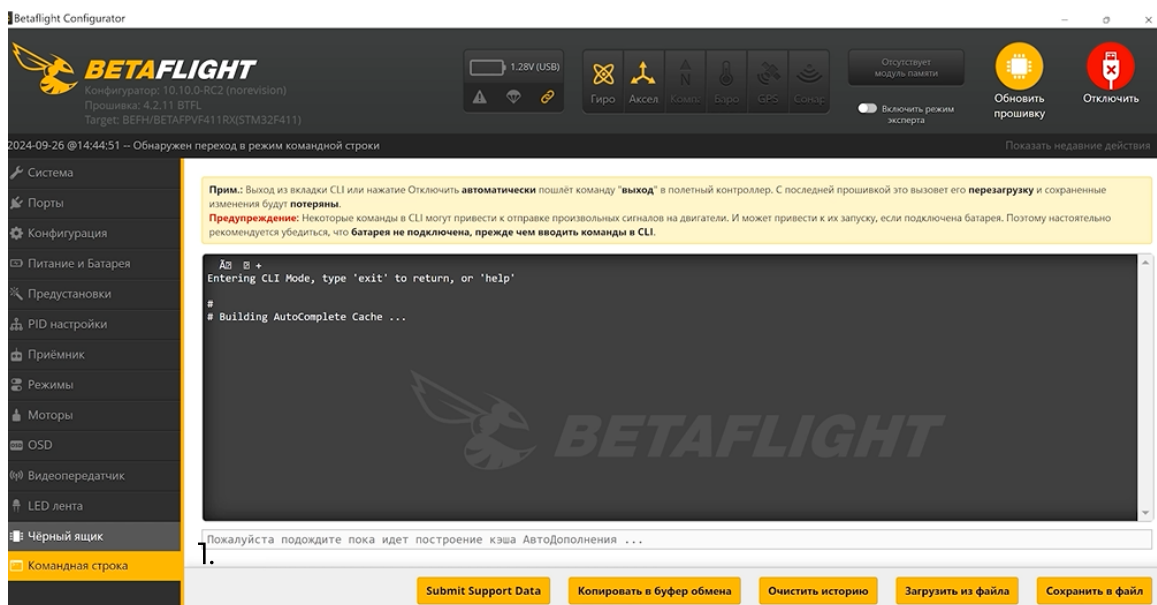 Betaflight Configurator
BETAFLIGHT
Конфигуратор: 10.10.0-RC2 (norevision)
Прошивка: 4.2.11 BTFL
Target: BEFH/BETAFPVF411RX(STM32F411)
1.28V (USB)
Гиро Аксел Комп. Баро GPS Сонар
Отсутствует
модуль памяти
Включить режим
эксперта
Обновить
прошивку
Отключить
2024-09-26 @14:44:51 -- Обнаружен переход в режим командной строки
Показать недавние действия
Система
Порты
Конфигурация
Питание и Батарея
Предустановки
PID настройки
Приёмник
Режимы
Моторы
OSD
Видеопередатчик
LED лента
Чёрный ящик
Командная строка
Прим.: Выход из вкладки CLI или нажатие Отключить автоматически пошлёт команду "выход" в полетный контроллер. С последней прошивкой это вызовет его перезагрузку и сохраненные
изменения будут потеряны.
Предупреждение: Некоторые команды в CLI могут привести к отправке произвольных сигналов на двигатели. И может привести к их запуску, если подключена батарея. Поэтому настоятельно
рекомендуется убедиться, что батарея не подключена, прежде чем вводить команды в CLI.
Entering CLI Mode, type 'exit' to return, or 'help'
#
# Building AutoComplete Cache ...
BETAFLIGHT
Пожалуйста подождите пока идет построение кэша АвтоДополнения ...
1.
Submit Support Data
Копировать в буфер обмена
Очистить историю
Загрузить из файла
Сохранить в файл